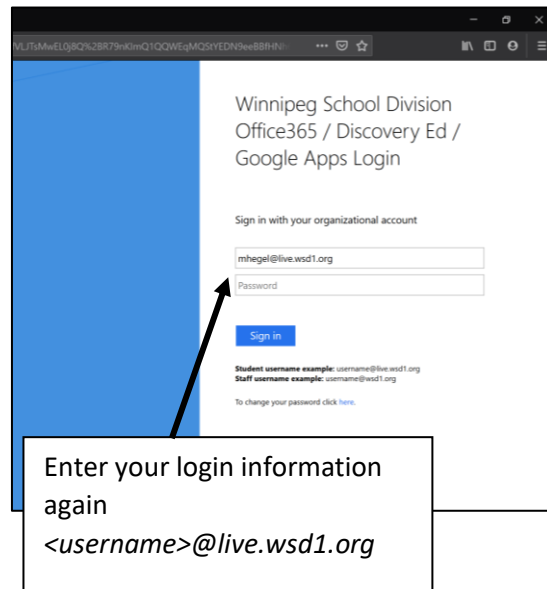 Winnipeg School Division
Office365 / Discovery Ed /
Google Apps Login
Sign in with your organizational account
mhegel@live.wsd1.org
Password
Sign in
Student username example: username@live.wsd1.org
Staff username example: username@wsd1.org
To change your password click here.
Enter your login information
again
<username>@live.wsd1.org